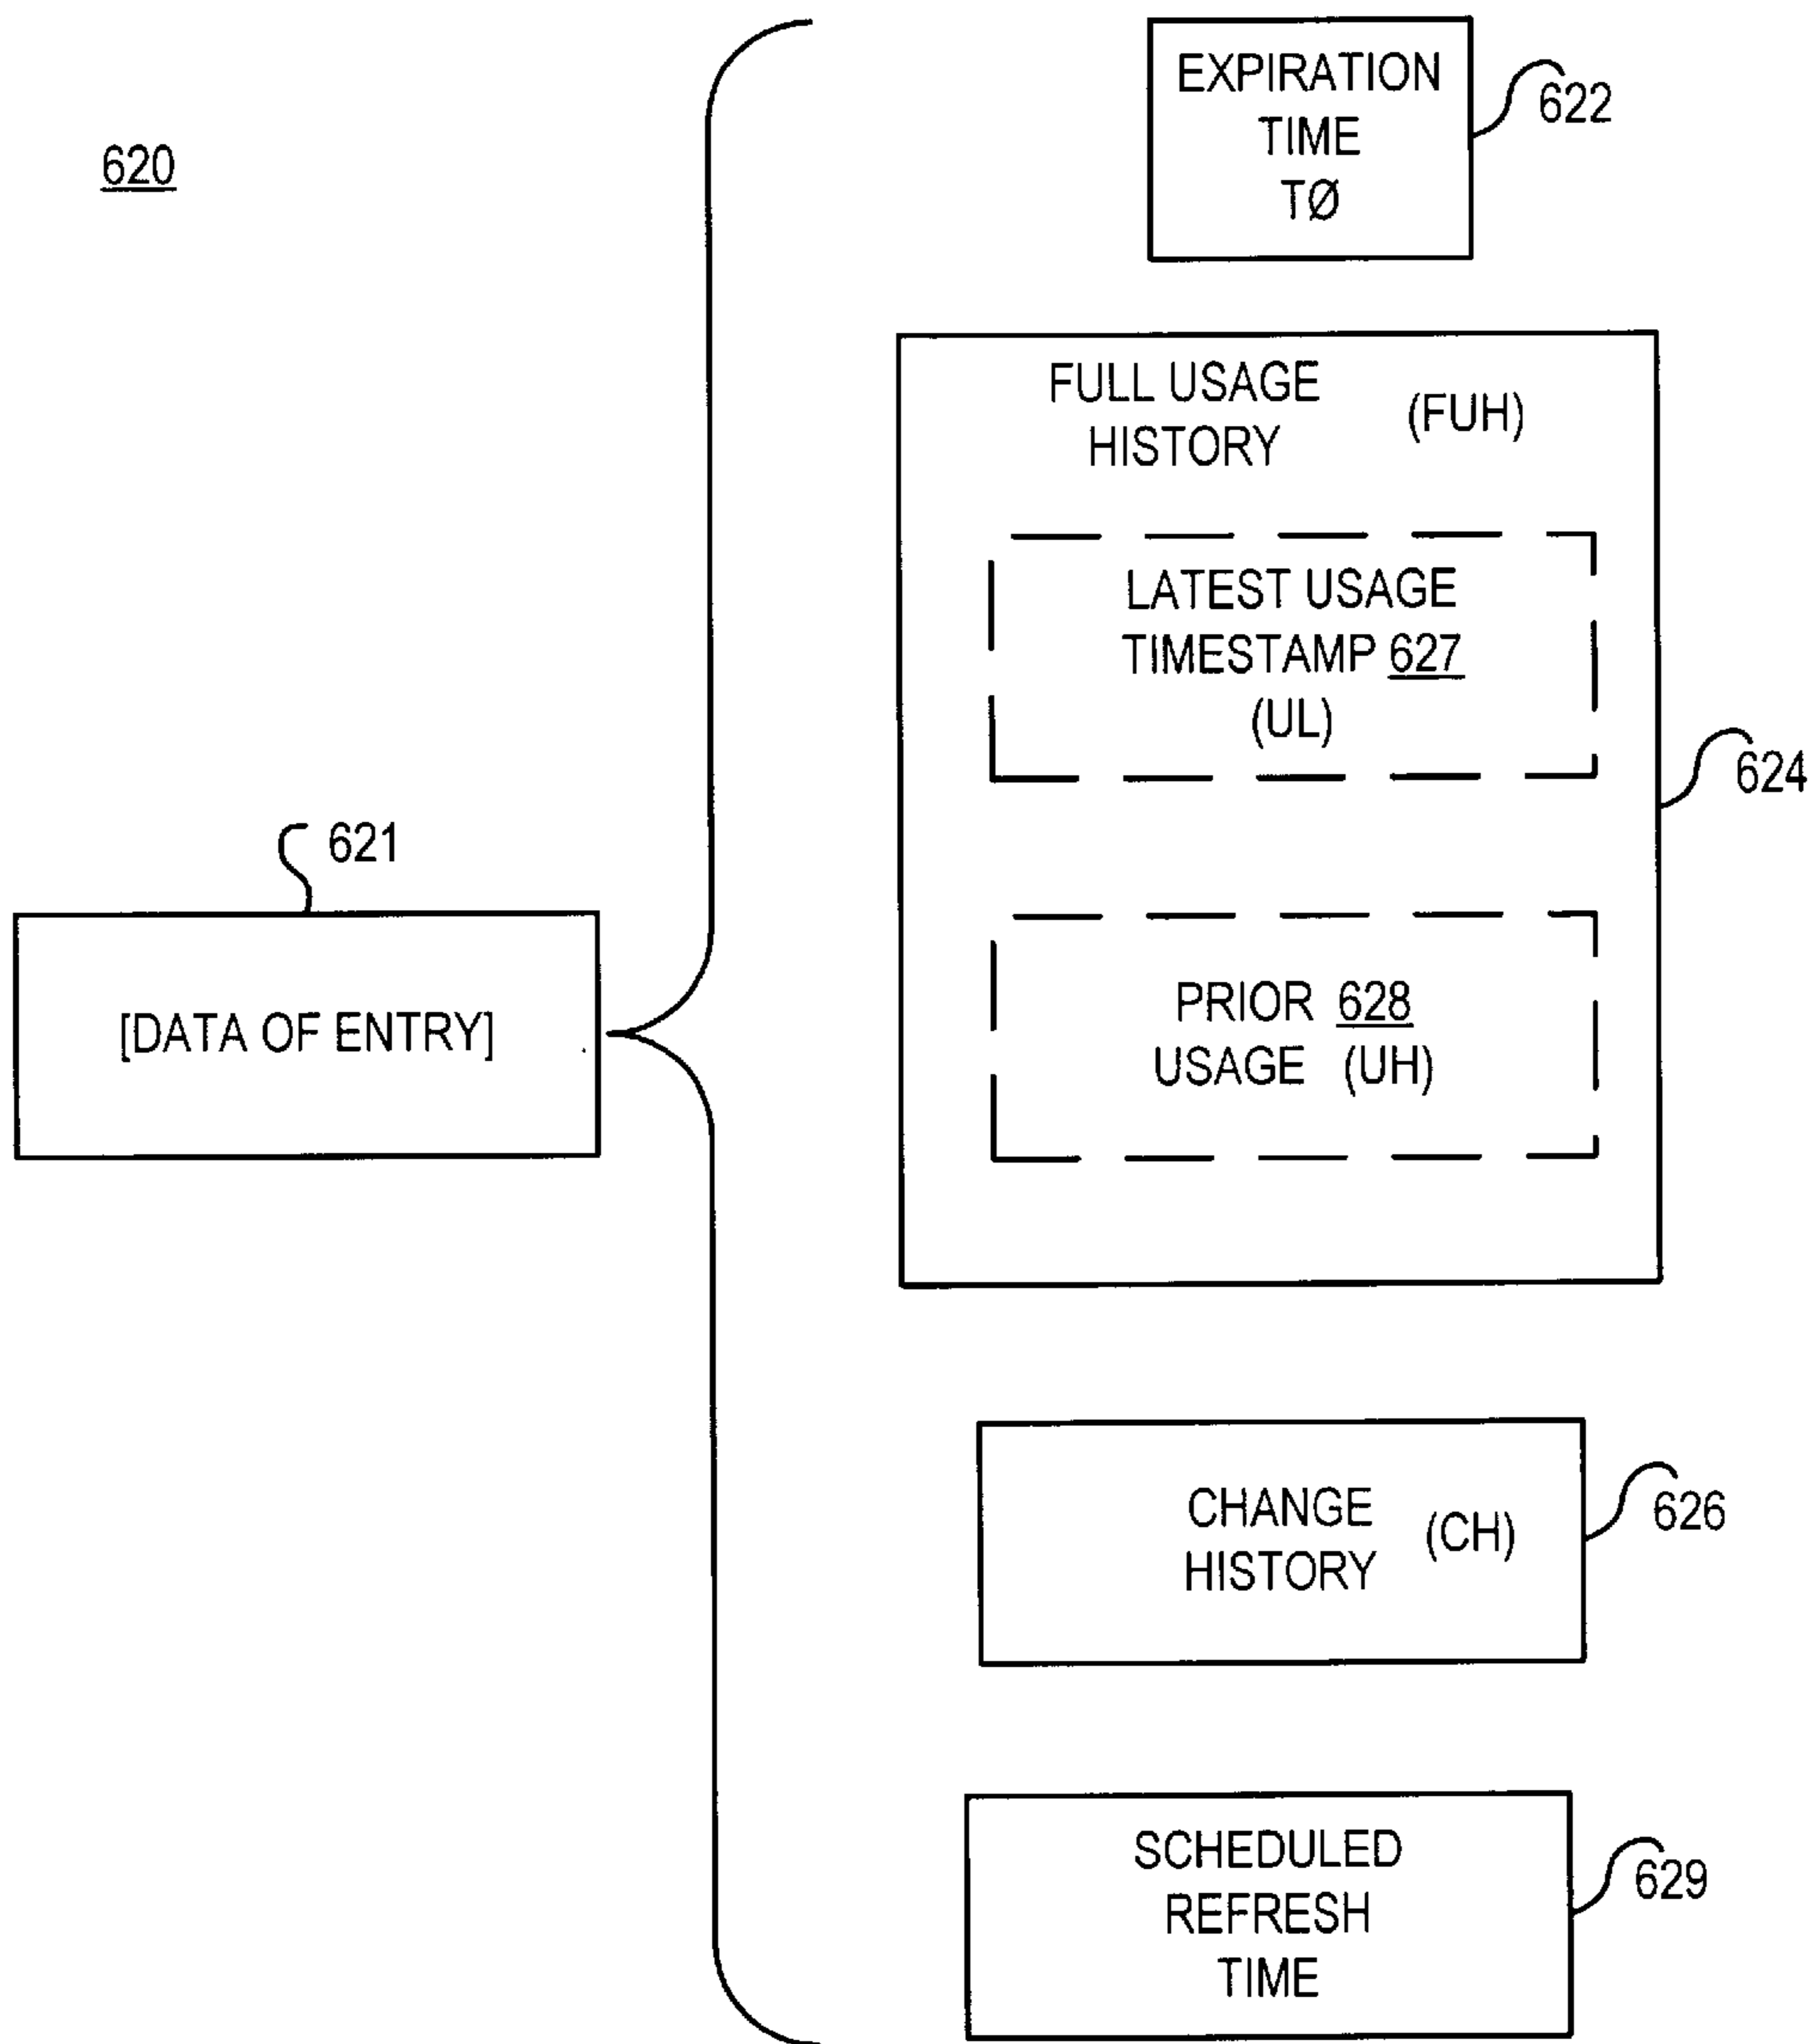 620
EXPIRATION
TIME
TØ
622
FULL USAGE
HISTORY (FUH)
LATEST USAGE
TIMESTAMP 627
(UL)
624
621
[DATA OF ENTRY]
PRIOR 628
USAGE (UH)
CHANGE
HISTORY (CH)
626
SCHEDULED
REFRESH
TIME
629